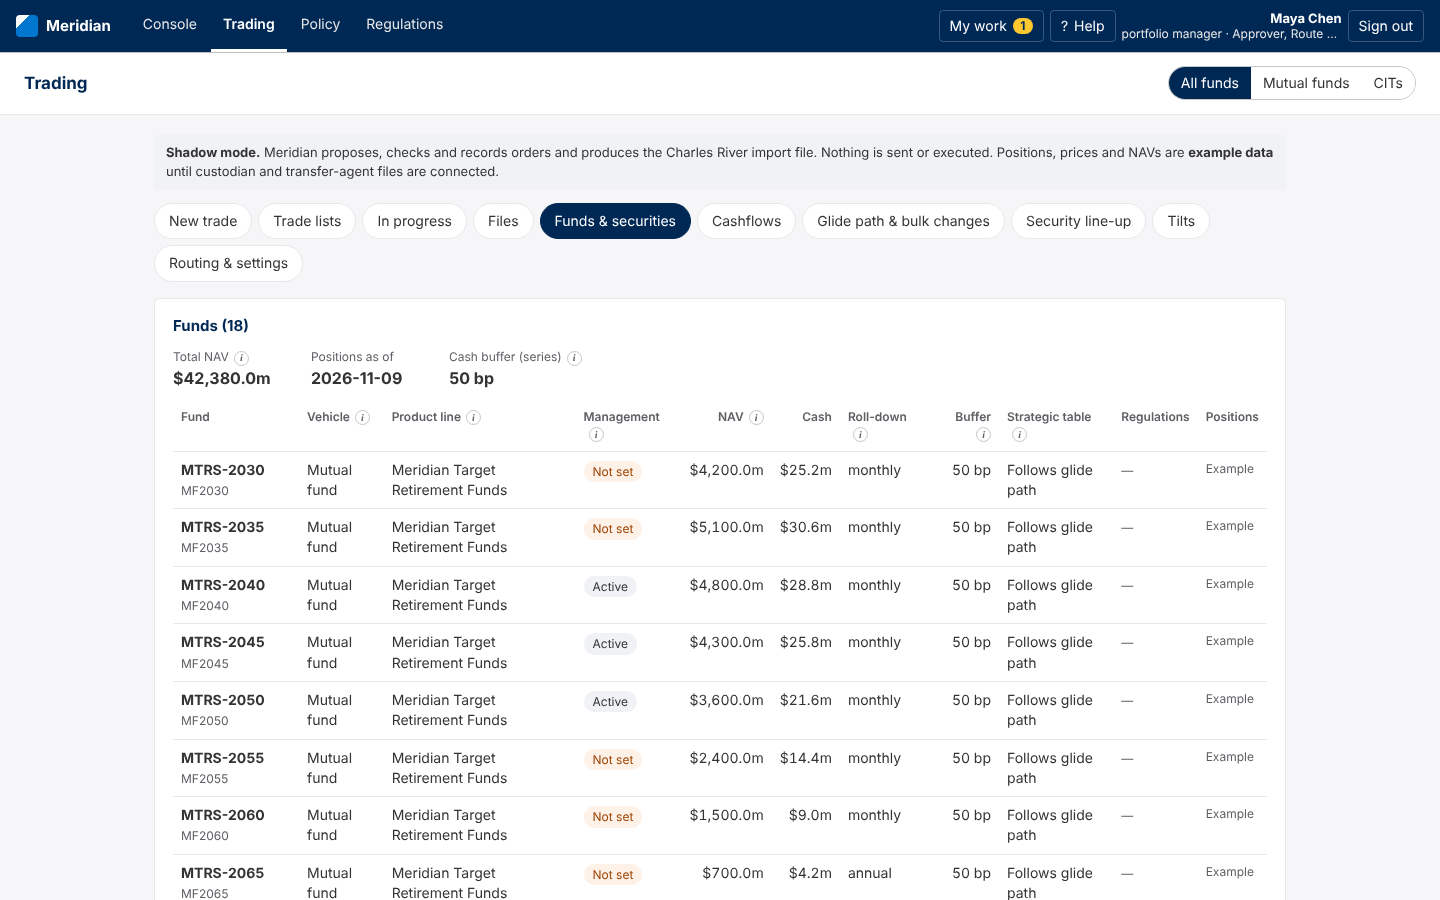 Meridian
Console
Trading
Policy
Regulations
My work 1
? Help
Maya Chen
portfolio manager · Approver, Route ...
Sign out
Trading
All funds
Mutual funds
CITs
Shadow mode. Meridian proposes, checks and records orders and produces the Charles River import file. Nothing is sent or executed. Positions, prices and NAVs are example data
until custodian and transfer-agent files are connected.
New trade
Trade lists
In progress
Files
Funds & securities
Cashflows
Glide path & bulk changes
Security line-up
Tilts
Routing & settings
Funds (18)
Total NAV i
Positions as of
Cash buffer (series) i
$42,380.0m
2026-11-09
50 bp
Fund Vehicle i Product line i Management i NAV i Cash Roll-down i Buffer i Strategic table i Regulations Positions
MTRS-2030 Mutual Meridian Target Not set $4,200.0m $25.2m monthly 50 bp Follows glide — Example
MF2030 fund Retirement Funds path
MTRS-2035 Mutual Meridian Target Not set $5,100.0m $30.6m monthly 50 bp Follows glide — Example
MF2035 fund Retirement Funds path
MTRS-2040 Mutual Meridian Target Active $4,800.0m $28.8m monthly 50 bp Follows glide — Example
MF2040 fund Retirement Funds path
MTRS-2045 Mutual Meridian Target Active $4,300.0m $25.8m monthly 50 bp Follows glide — Example
MF2045 fund Retirement Funds path
MTRS-2050 Mutual Meridian Target Active $3,600.0m $21.6m monthly 50 bp Follows glide — Example
MF2050 fund Retirement Funds path
MTRS-2055 Mutual Meridian Target Not set $2,400.0m $14.4m monthly 50 bp Follows glide — Example
MF2055 fund Retirement Funds path
MTRS-2060 Mutual Meridian Target Not set $1,500.0m $9.0m monthly 50 bp Follows glide — Example
MF2060 fund Retirement Funds path
MTRS-2065 Mutual Meridian Target Not set $700.0m $4.2m annual 50 bp Follows glide — Example
MF2065 fund Retirement Funds path